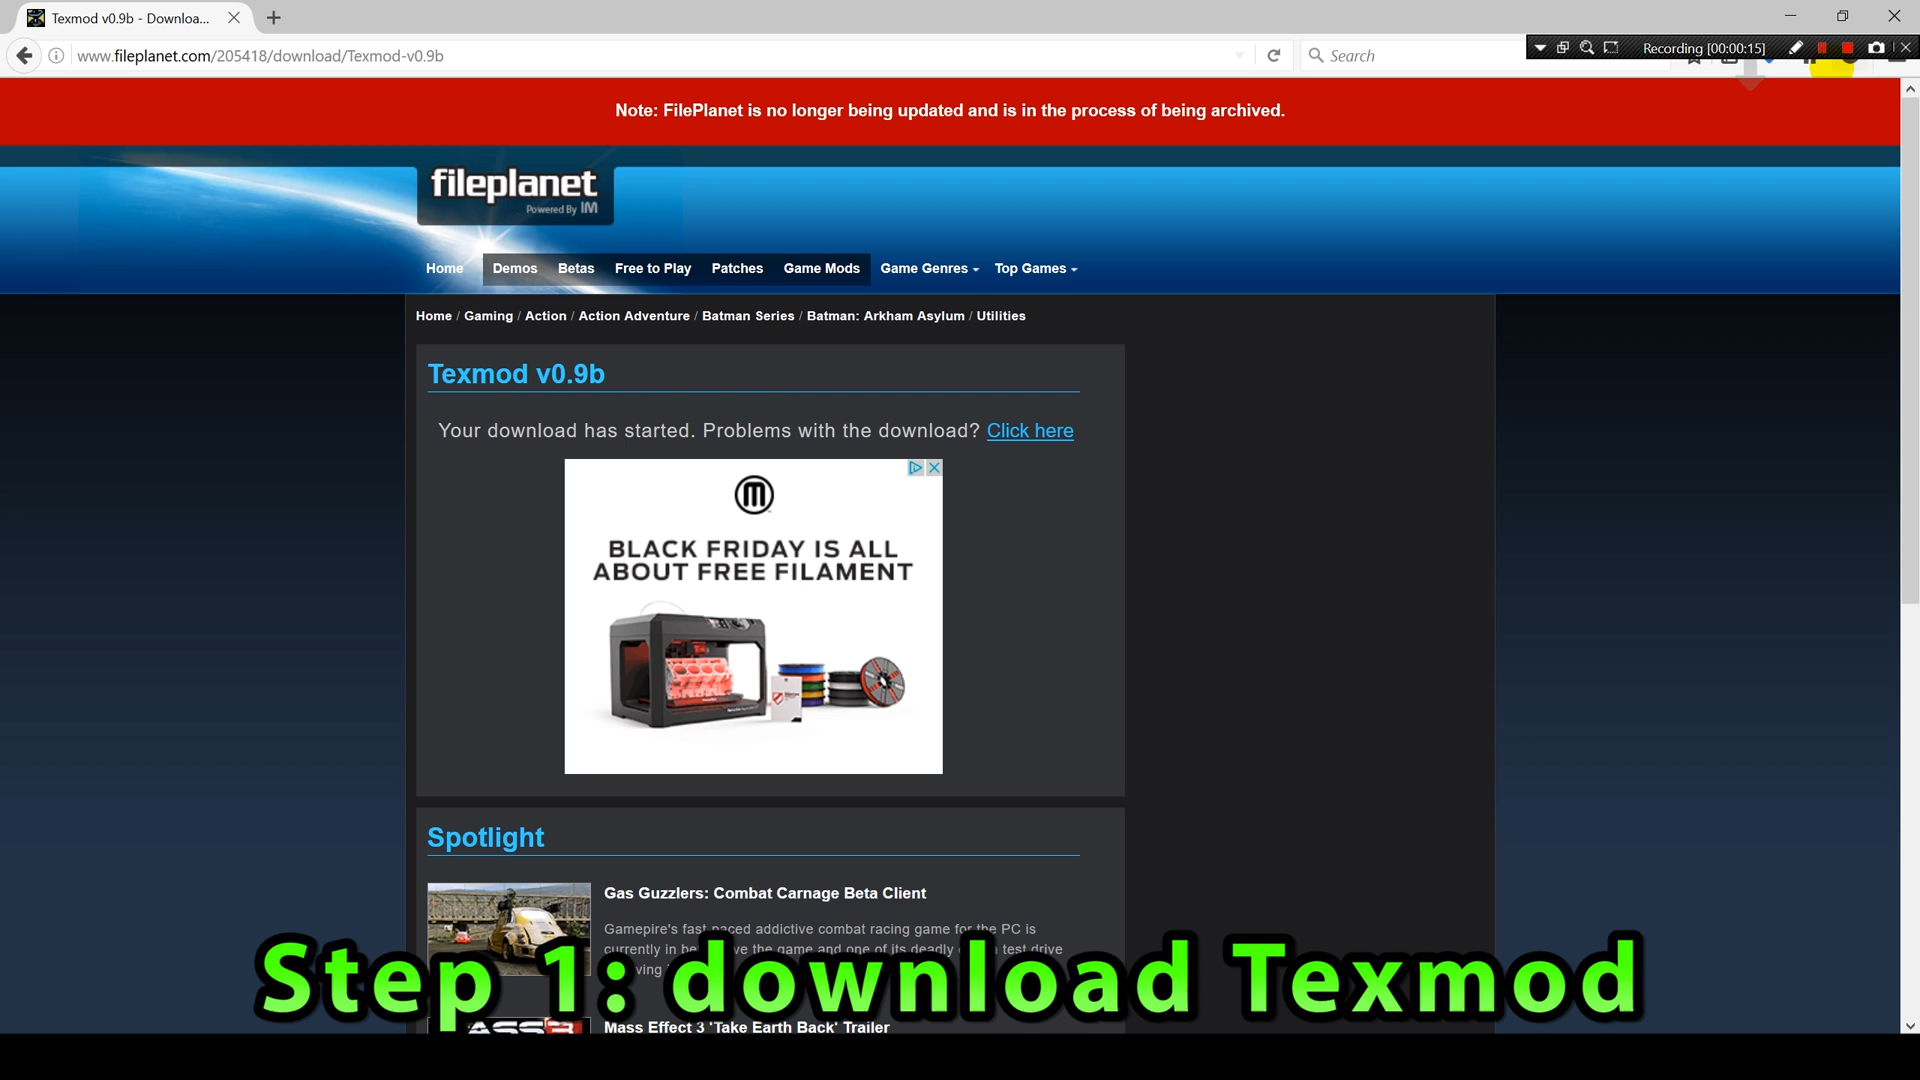 Texmod v0.9b - Downloa...
www.fileplanet.com/205418/download/Texmod-v0.9b
Search
Recording [00:00:15]
Note: FilePlanet is no longer being updated and is in the process of being archived.
fileplanet
Powered By IM
Home Demos Betas Free to Play Patches Game Mods Game Genres Top Games
Home / Gaming / Action / Action Adventure / Batman Series / Batman: Arkham Asylum / Utilities
Texmod v0.9b
Your download has started. Problems with the download? Click here
M
BLACK FRIDAY IS ALL
ABOUT FREE FILAMENT
Spotlight
Gas Guzzlers: Combat Carnage Beta Client
Gamepire's fast-paced addictive combat racing game for the PC is
currently in the game and one of its deadly test drive
Step 1: download Texmod
ASS3
Mass Effect 3 'Take Earth Back' Trailer